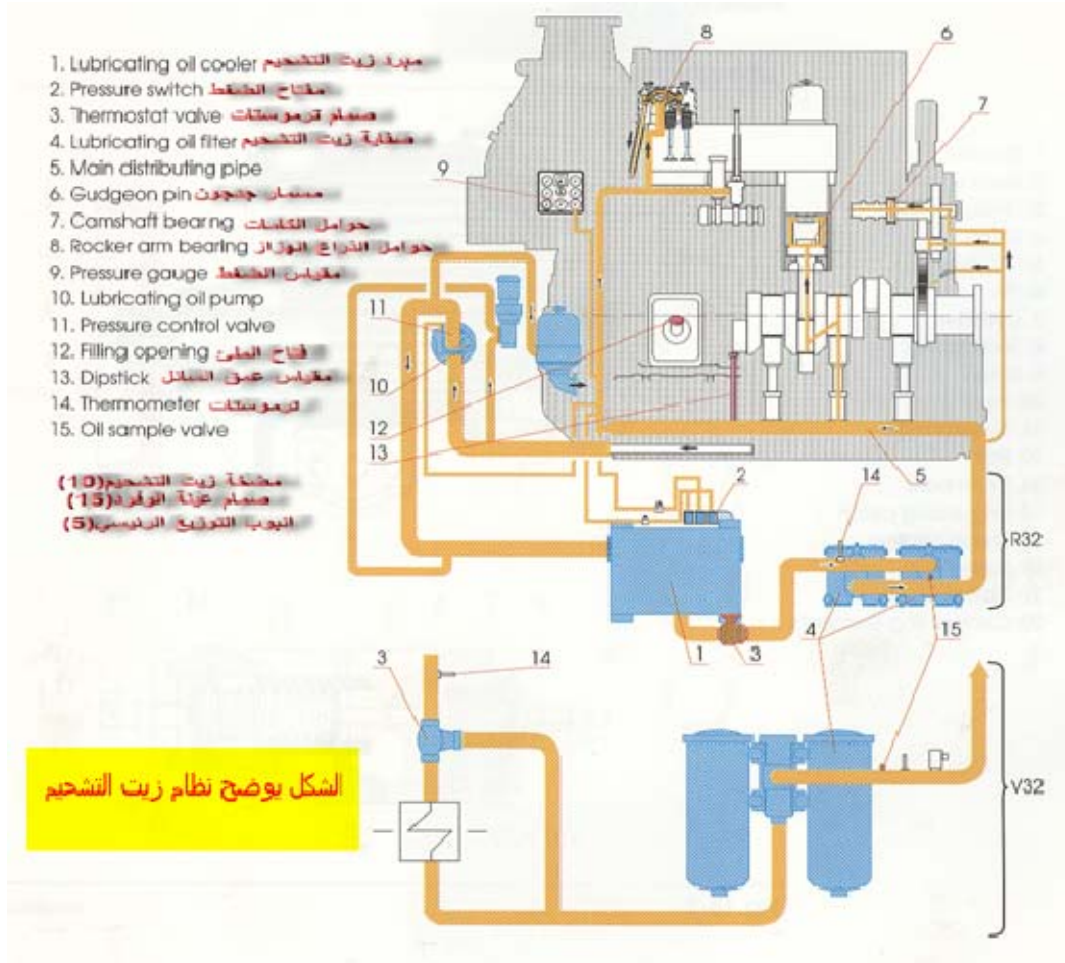 1. Lubricating oil cooler مبرد زيت التشحيم
2. Pressure switch مفتاح الضغط
3. Thermostat valve صمام ترموستات
4. Lubricating oil filter صفاية زيت التشحيم
5. Main distributing pipe
6. Gudgeon pin مسمار جنجون
7. Camshaft bearing حوامل الكامات
8. Rocker arm bearling حوامل الذراع الهزاز
9. Pressure gauge مقياس الضغط
10. Lubricating oil pump
11. Pressure control valve
12. Filling opening فتاح الملئ
13. Dipstick مقياس عمق السائل
14. Thermometer ترموستات
15. Oil sample valve
مضخة زيت التشحيم(10)
صمام عينة الوقود(15)
انبوب التوزيع الرئيسي(5)
8
6
7
9
11
10
12
13
5
2
14
R32
1
3
4
15
3
14
V32
الشكل يوضح نظام زيت التشحيم